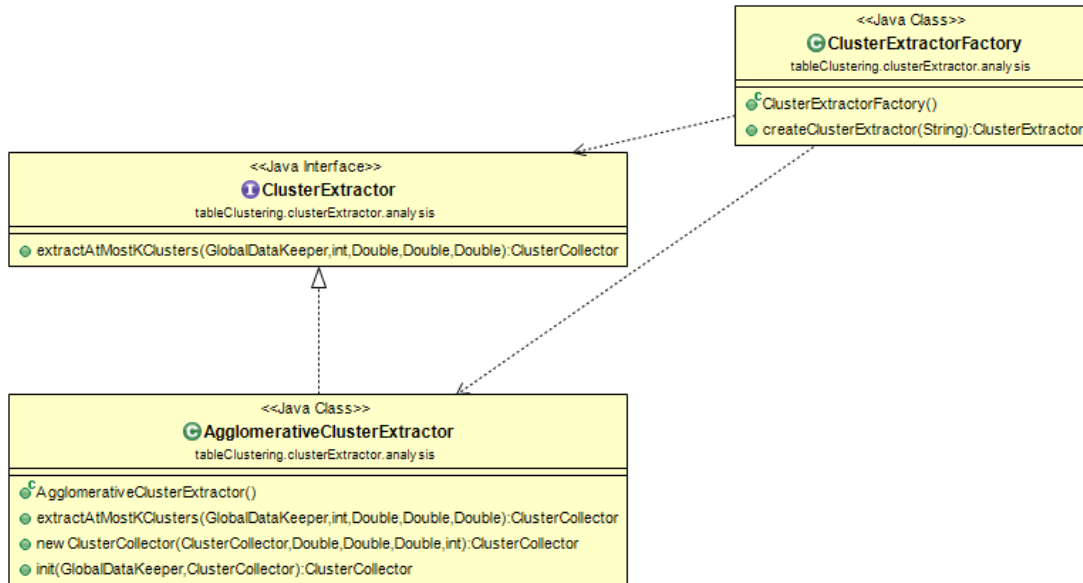 <<Java Class>>
ClusterExtractorFactory
tableClustering.clusterExtractor.analysis
ClusterExtractorFactory()
createClusterExtractor(String):ClusterExtractor
<<Java Interface>>
ClusterExtractor
tableClustering.clusterExtractor.analysis
extractAtMostKClusters(GlobalDataKeeper,int,Double,Double,Double):ClusterCollector
<<Java Class>>
AgglomerativeClusterExtractor
tableClustering.clusterExtractor.analysis
AgglomerativeClusterExtractor()
extractAtMostKClusters(GlobalDataKeeper,int,Double,Double,Double):ClusterCollector
newClusterCollector(ClusterCollector,Double,Double,Double,int):ClusterCollector
init(GlobalDataKeeper,ClusterCollector):ClusterCollector